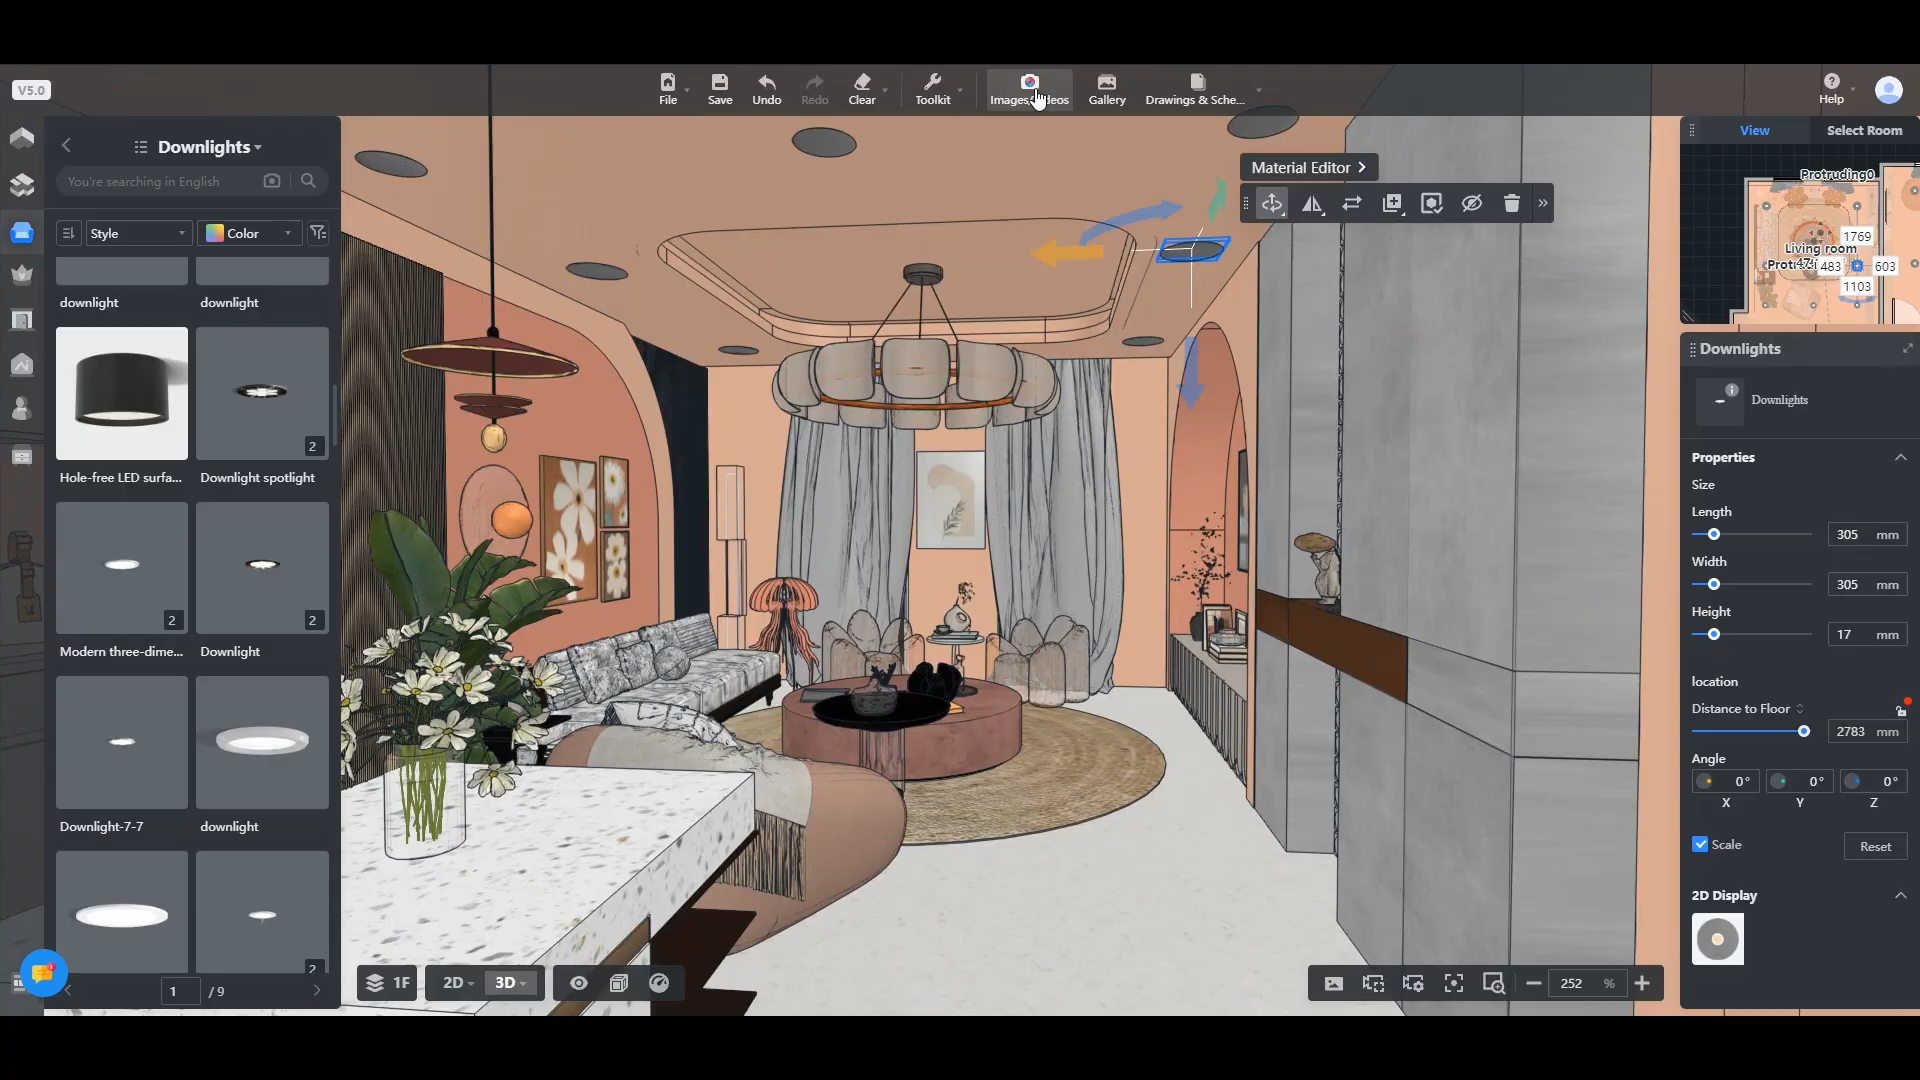 V5.0
File
Save
Undo
Redo
Clear
Toolkit
Gallery
Drawings & Sche...
Help
Downlights
You're searching in English
Style
Color
downlight
downlight
Hole-free LED surfa...
2
Downlight spotlight
2
Modern three-dime...
2
Downlight
Downlight-7-7
downlight
2
1 / 9
Material Editor
1F
2D
3D
252 %
View
Select Room
Protruding0
1769
Living room
483
603
1103
Downlights
Downlights
Properties
Size
Length
305 mm
Width
305 mm
Height
17 mm
location
Distance to Floor
2783 mm
Angle
0° 0° 0°
X Y Z
Scale
Reset
2D Display